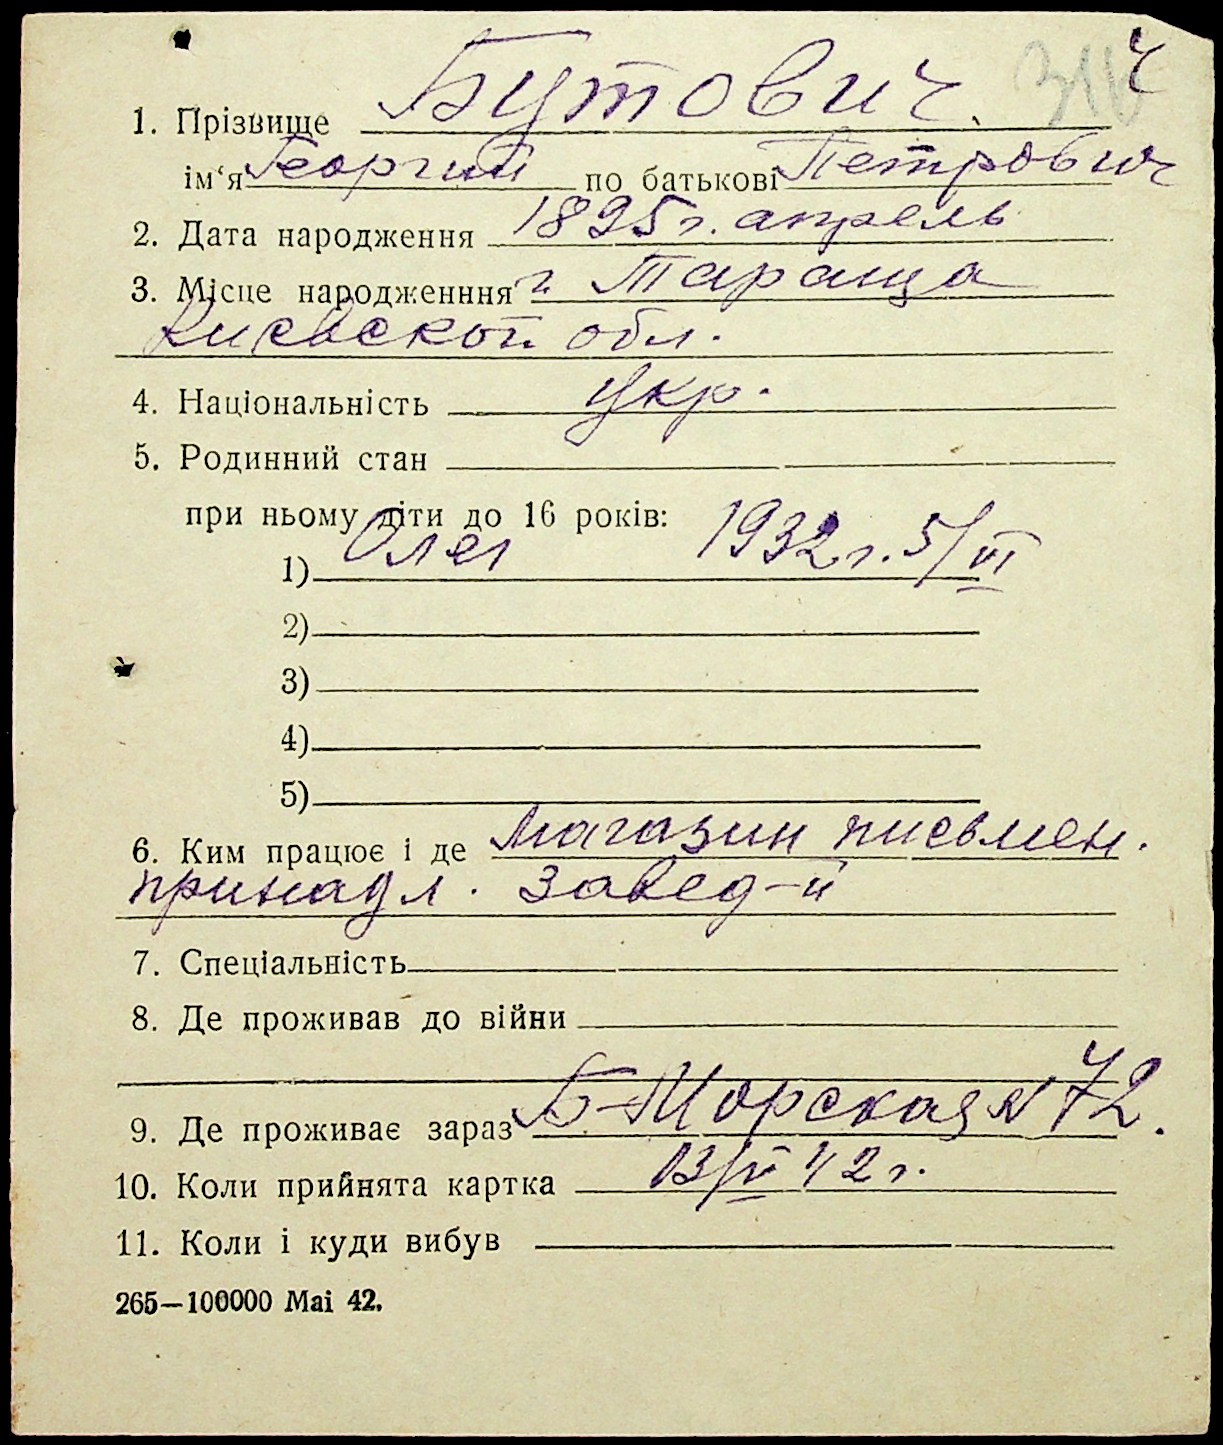 ч
1. Прізвище Бутович
ім‘я Георгий по батькові Петрович
2. Дата народження 1895 г. апрель
3. Місце народженння г. Тараща
Киевской обл.
4. Національність укр.
5. Родинний стан
при ньому діти до 16 років:
1) Олег 1932 г. 5/VI
2)
3)
4)
5)
6. Ким працює і де Магазин письмен.
принадл. завед-й
7. Спеціальність
8. Де проживав до війни
9. Де проживає зараз Б-Морская N 72.
10. Коли прийнята картка 13/VI 42 г.
11. Коли і куди вибув
265—100000 Mai 42.